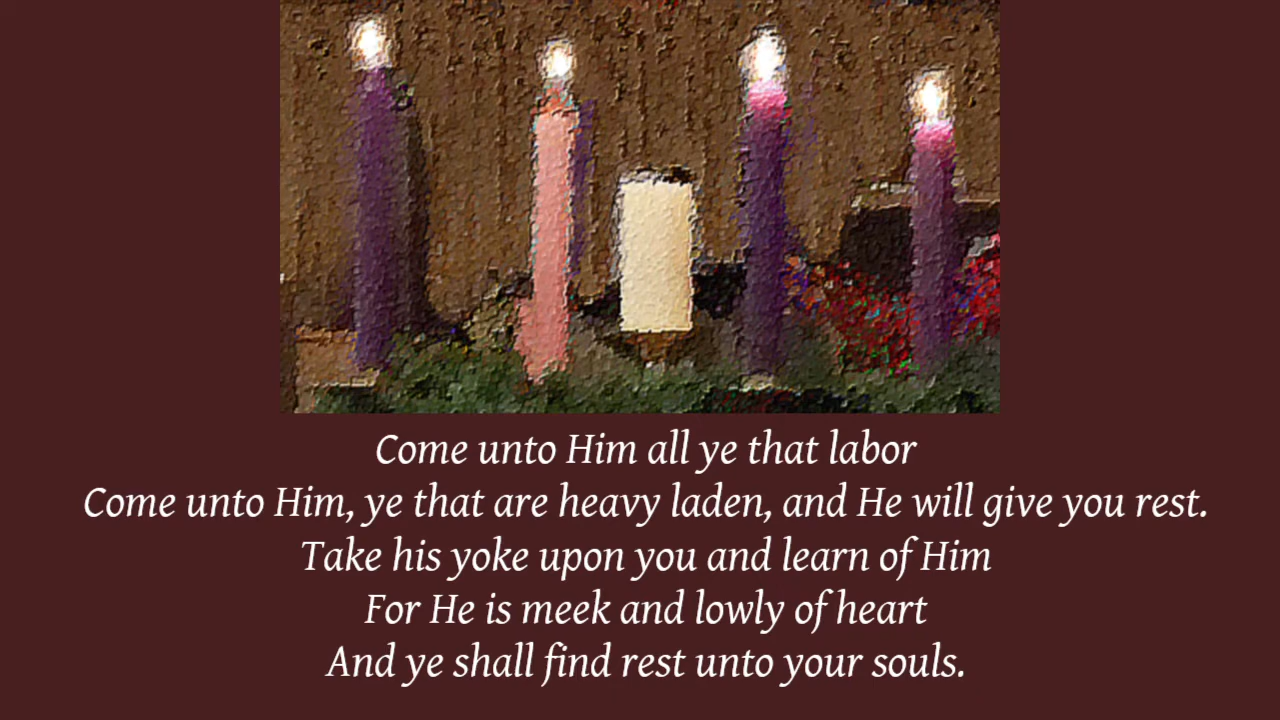 Come unto Him all ye that labor
Come unto Him, ye that are heavy laden, and He will give you rest.
Take his yoke upon you and learn of Him
For He is meek and lowly of heart
And ye shall find rest unto your souls.